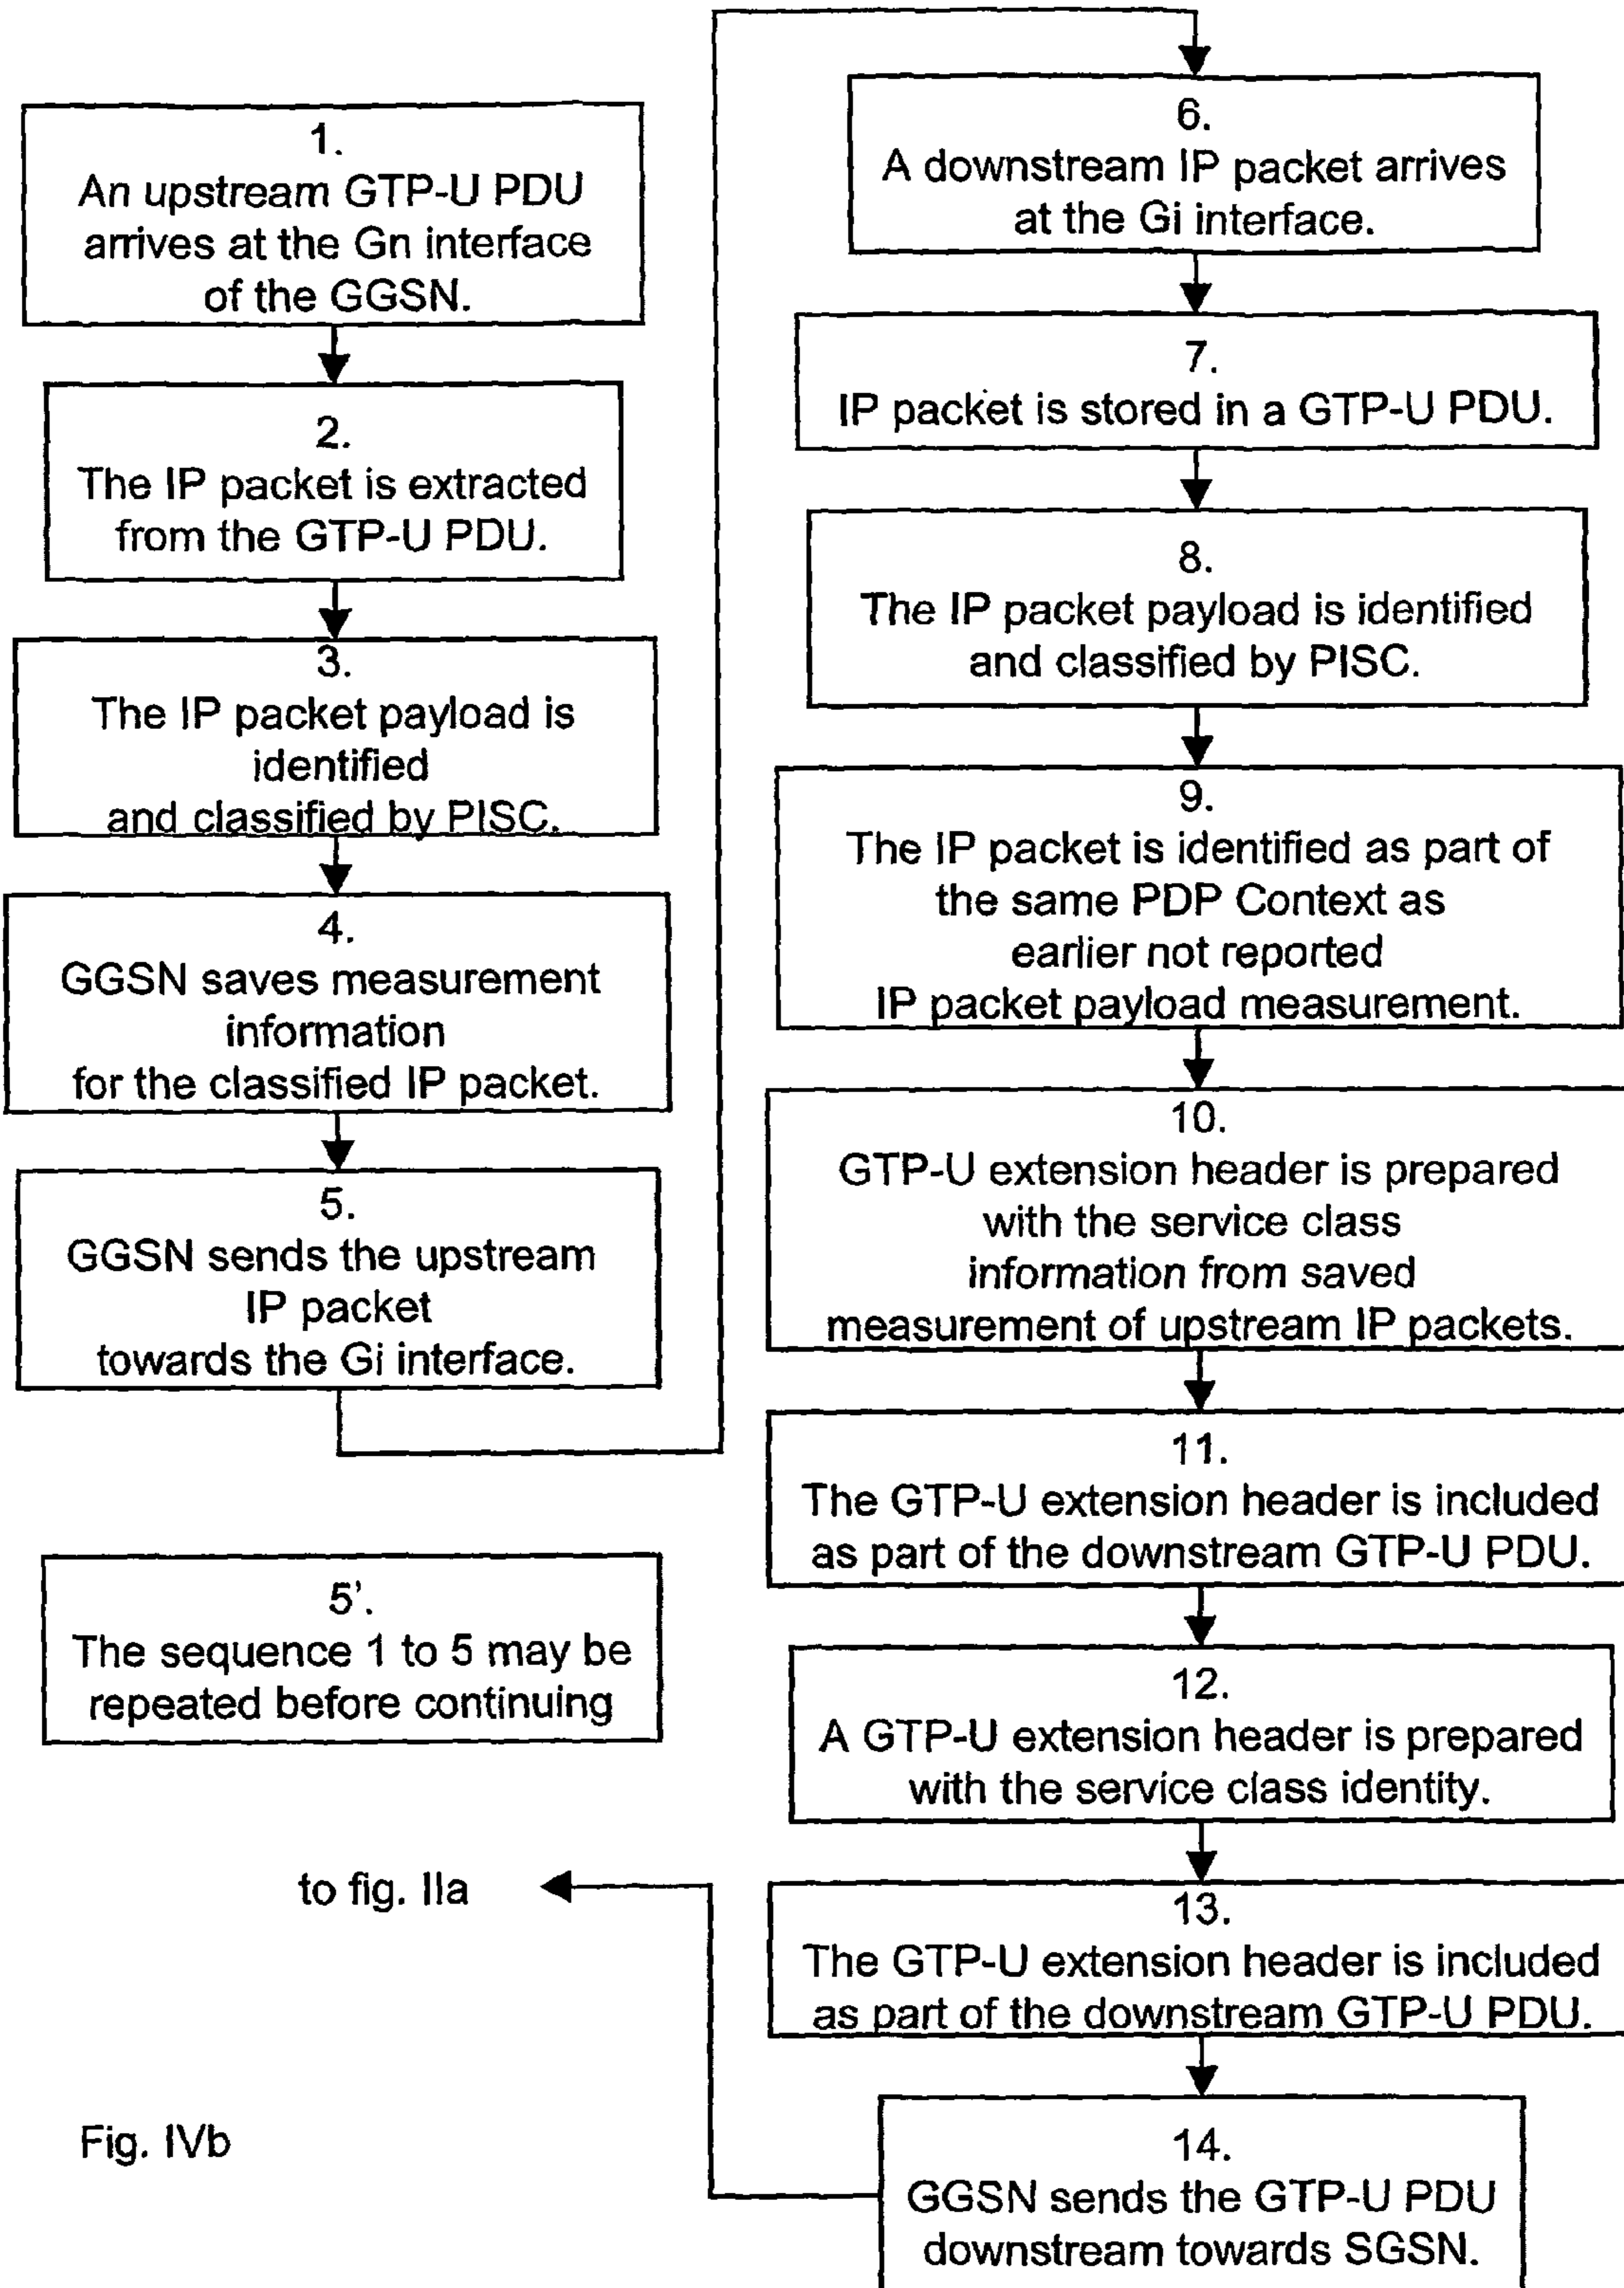 1.
An upstream GTP-U PDU
arrives at the Gn interface
of the GGSN.
2.
The IP packet is extracted
from the GTP-U PDU.
3.
The IP packet payload is
identified
and classified by PISC.
4.
GGSN saves measurement
information
for the classified IP packet.
5.
GGSN sends the upstream
IP packet
towards the Gi interface.
5’.
The sequence 1 to 5 may be
repeated before continuing
6.
A downstream IP packet arrives
at the Gi interface.
7.
IP packet is stored in a GTP-U PDU.
8.
The IP packet payload is identified
and classified by PISC.
9.
The IP packet is identified as part of
the same PDP Context as
earlier not reported
IP packet payload measurement.
10.
GTP-U extension header is prepared
with the service class
information from saved
measurement of upstream IP packets.
11.
The GTP-U extension header is included
as part of the downstream GTP-U PDU.
12.
A GTP-U extension header is prepared
with the service class identity.
13.
The GTP-U extension header is included
as part of the downstream GTP-U PDU.
14.
GGSN sends the GTP-U PDU
downstream towards SGSN.
to fig. IIa
Fig. IVb